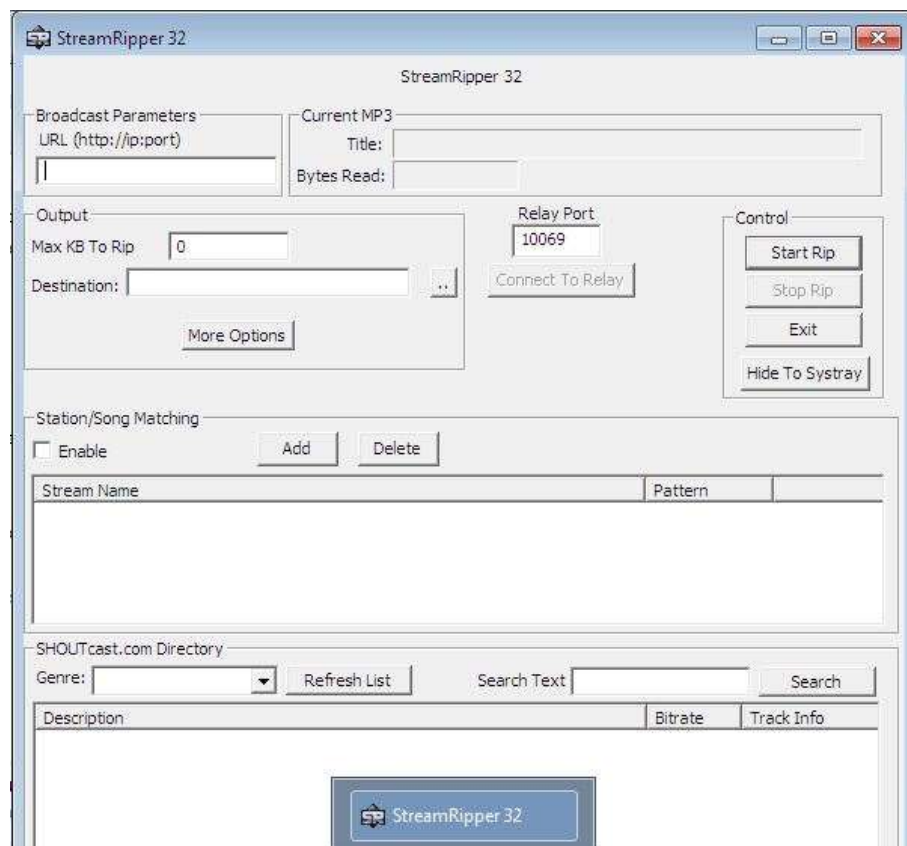 StreamRipper 32
StreamRipper 32
Broadcast Parameters
URL (http://ip:port)
Current MP3
Title:
Bytes Read:
Output
Max KB To Rip 0
Destination: ..
More Options
Relay Port
10069
Connect To Relay
Control
Start Rip
Stop Rip
Exit
Hide To Systray
Station/Song Matching
Enable Add Delete
Stream Name Pattern
SHOUTcast.com Directory
Genre: Refresh List Search Text Search
Description Bitrate Track Info
StreamRipper 32